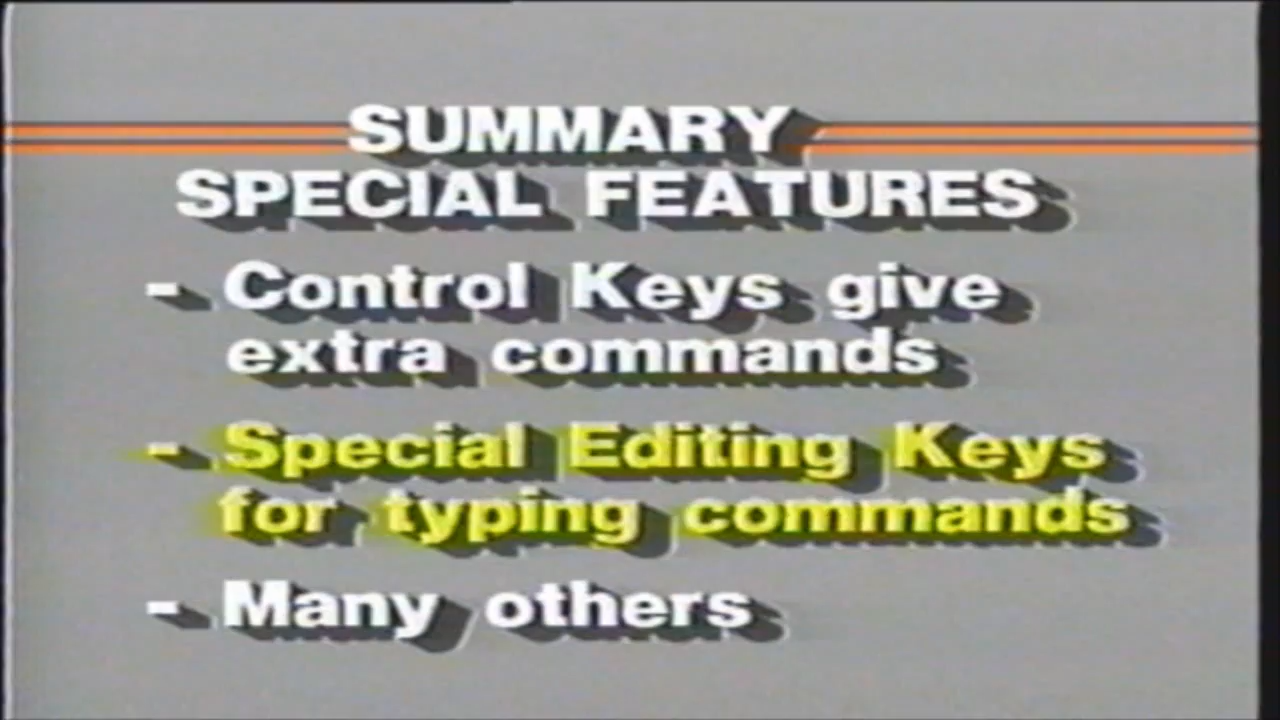 SUMMARY
SPECIAL FEATURES
- Control Keys give
extra commands
- Special Editing Keys
for typing commands
- Many others